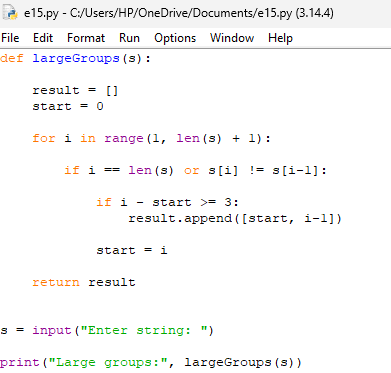 e15.py - C:/Users/HP/OneDrive/Documents/e15.py (3.14.4)
File Edit Format Run Options Window Help
def largeGroups(s):
    result = []
    start = 0
    for i in range(1, len(s) + 1):
        if i == len(s) or s[i] != s[i-1]:
            if i - start >= 3:
                result.append([start, i-1])
            start = i
    return result
s = input("Enter string: ")
print("Large groups:", largeGroups(s))